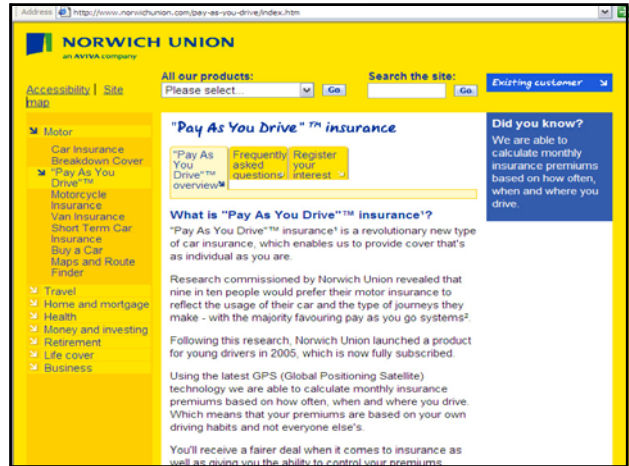 Address http://www.norwichunion.com/pay-as-you-drive/index.htm
NORWICH UNION
an AVIVA company
Accessibility | Site
map
All our products:
Please select...
Go
Search the site:
Go
Existing customer
Motor
Car Insurance
Breakdown Cover
"Pay As You
Drive"™
Motorcycle
Insurance
Van Insurance
Short Term Car
Insurance
Buy a Car
Maps and Route
Finder
Travel
Home and mortgage
Health
Money and investing
Retirement
Life cover
Business
"Pay As You Drive" ™ insurance
"Pay As
You
Drive"™
overview
Frequently
asked
questions
Register
your
interest
What is "Pay As You Drive"™ insurance¹?
"Pay As You Drive"™ insurance¹ is a revolutionary new type
of car insurance, which enables us to provide cover that's
as individual as you are.
Research commissioned by Norwich Union revealed that
nine in ten people would prefer their motor insurance to
reflect the usage of their car and the type of journeys they
make - with the majority favouring pay as you go systems².
Following this research, Norwich Union launched a product
for young drivers in 2005, which is now fully subscribed.
Using the latest GPS (Global Positioning Satellite)
technology we are able to calculate monthly insurance
premiums based on how often, when and where you drive.
Which means that your premiums are based on your own
driving habits and not everyone else's.
You'll receive a fairer deal when it comes to insurance as
well as giving you the ability to control your premiums
Did you know?
We are able to
calculate monthly
insurance premiums
based on how often,
when and where you
drive.